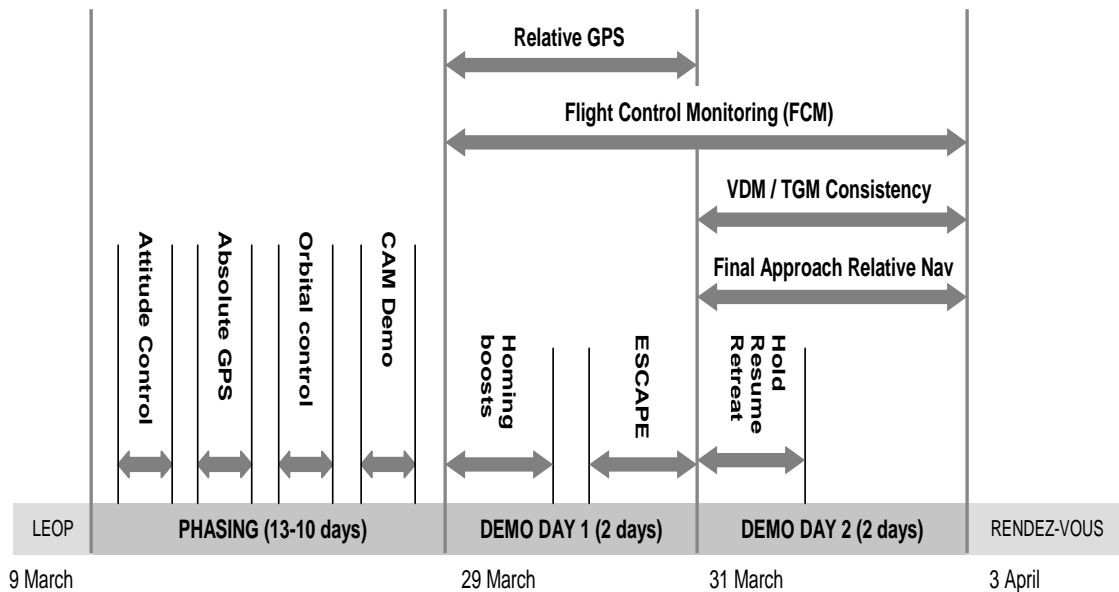 Relative GPS
Flight Control Monitoring (FCM)
VDM / TGM Consistency
Final Approach Relative Nav
Attitude Control
Absolute GPS
Orbital control
CAM Demo
Homing
boosts
ESCAPE
Hold
Resume
Retreat
LEOP
PHASING (13-10 days)
DEMO DAY 1 (2 days)
DEMO DAY 2 (2 days)
RENDEZ-VOUS
9 March
29 March
31 March
3 April